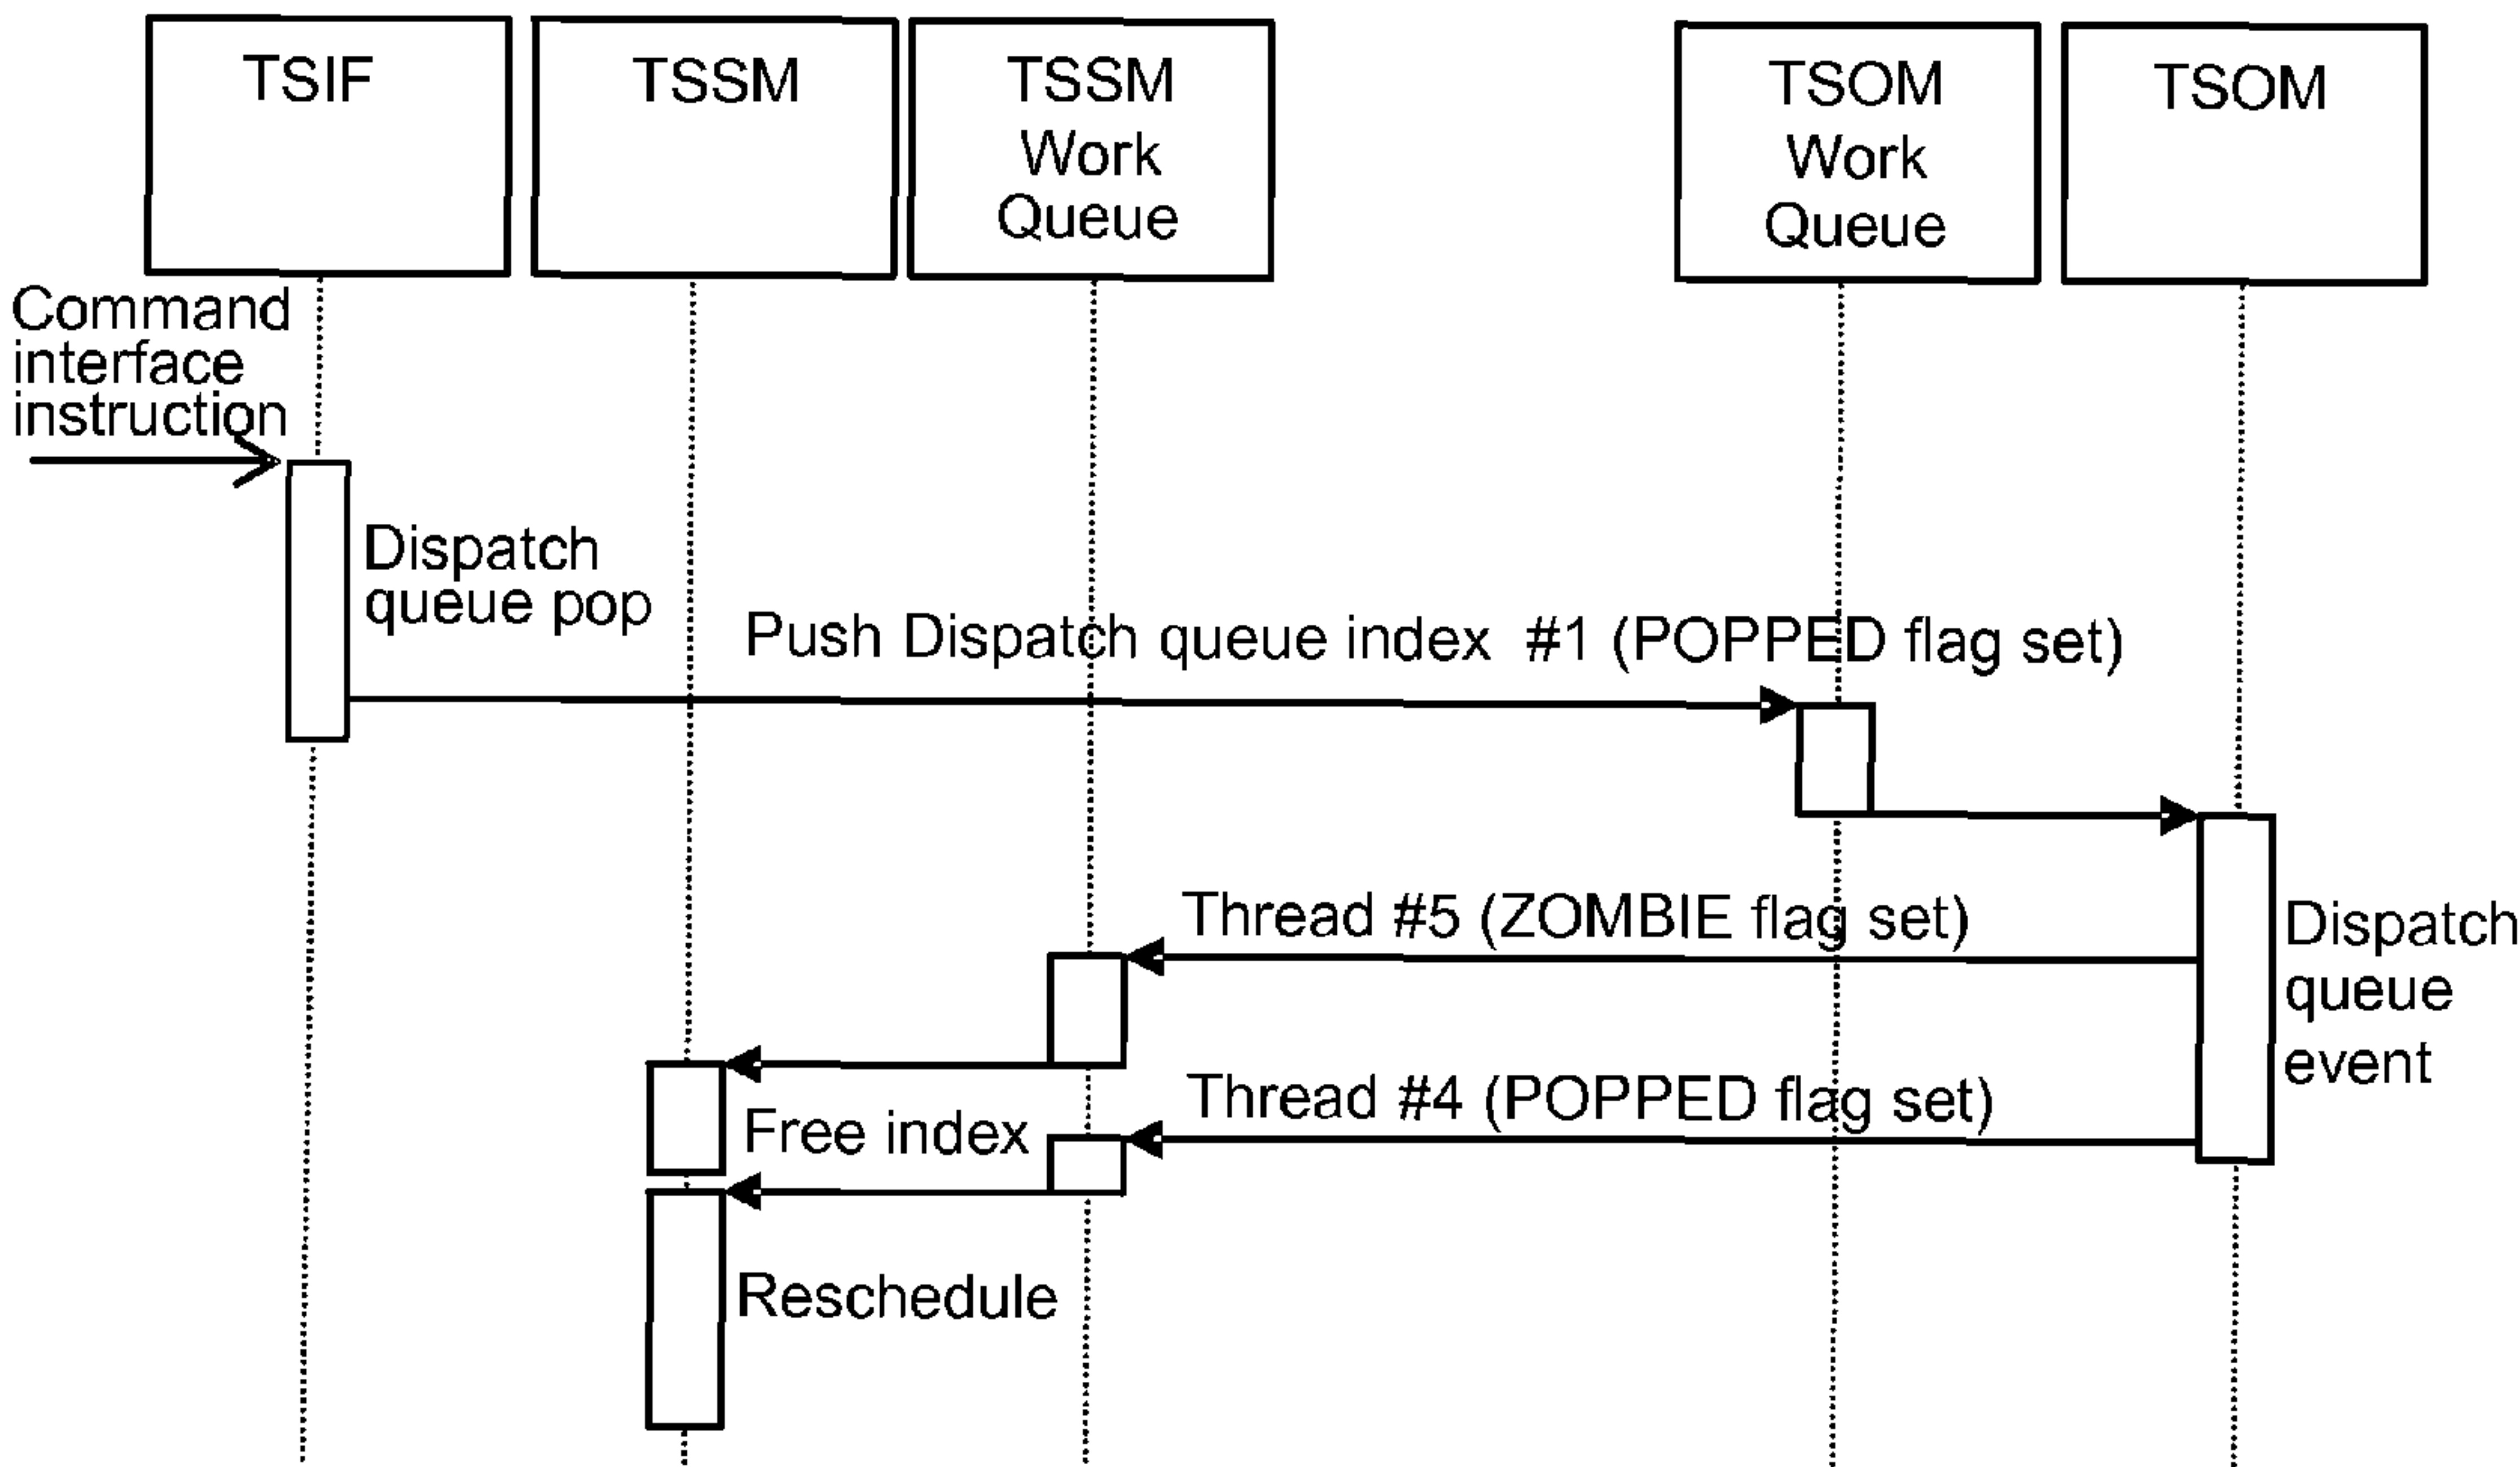 TSIF
TSSM
TSSM
Work
Queue
TSOM
Work
Queue
TSOM
Command
interface
instruction
Dispatch
queue pop
Push Dispatch queue index #1 (POPPED flag set)
Thread #5 (ZOMBIE flag set)
Dispatch
queue
event
Thread #4 (POPPED flag set)
Free index
Reschedule